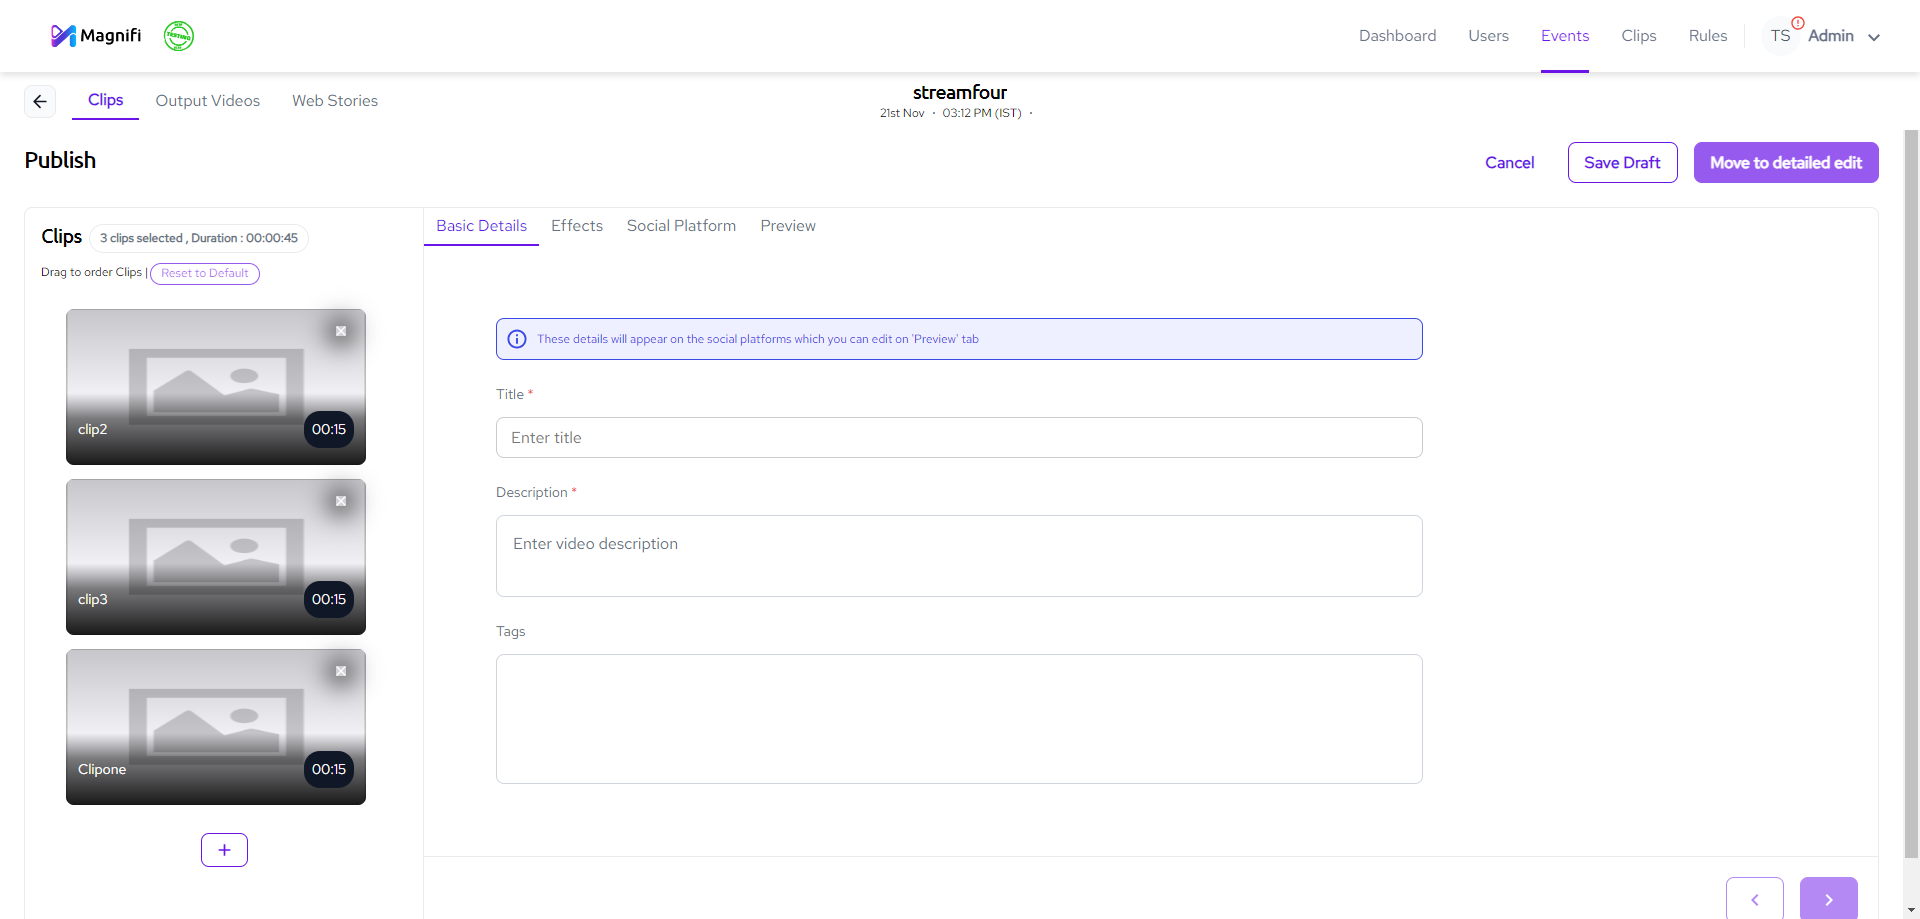 Magnifi
TESTING
Dashboard
Users
Events
Clips
Rules
TS
Admin
Clips
Output Videos
Web Stories
streamfour
21st Nov · 03:12 PM (IST) ·
Publish
Cancel
Save Draft
Move to detailed edit
Clips
3 clips selected , Duration : 00:00:45
Drag to order Clips |
Reset to Default
clip2
00:15
clip3
00:15
Clipone
00:15
+
Basic Details
Effects
Social Platform
Preview
These details will appear on the social platforms which you can edit on 'Preview' tab
Title *
Enter title
Description *
Enter video description
Tags